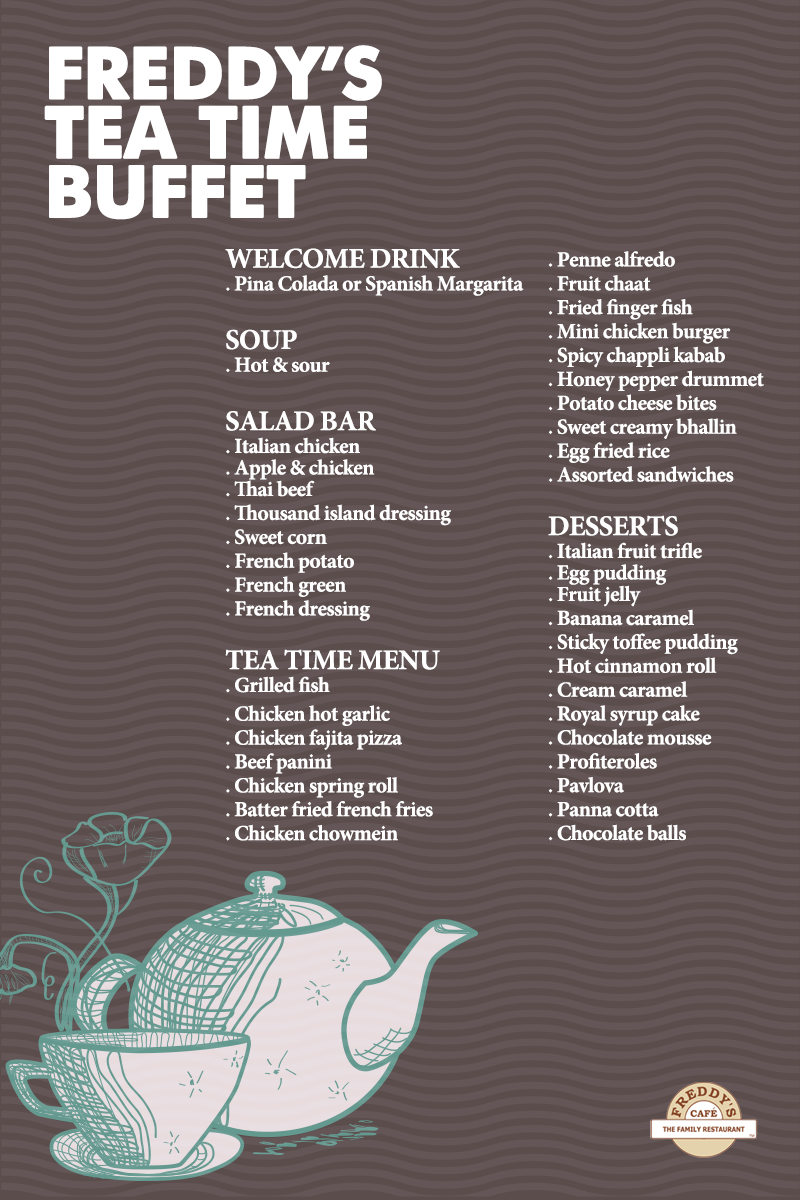 FREDDY'S
TEA TIME
BUFFET
WELCOME DRINK
. Pina Colada or Spanish Margarita
SOUP
. Hot & sour
SALAD BAR
. Italian chicken
. Apple & chicken
. Thai beef
. Thousand island dressing
. Sweet corn
. French potato
. French green
. French dressing
TEA TIME MENU
. Grilled fish
. Chicken hot garlic
. Chicken fajita pizza
. Beef panini
. Chicken spring roll
. Batter fried french fries
. Chicken chowmein
. Penne alfredo
. Fruit chaat
. Fried finger fish
. Mini chicken burger
. Spicy chappli kabab
. Honey pepper drummet
. Potato cheese bites
. Sweet creamy bhallin
. Egg fried rice
. Assorted sandwiches
DESSERTS
. Italian fruit trifle
. Egg pudding
. Fruit jelly
. Banana caramel
. Sticky toffee pudding
. Hot cinnamon roll
. Cream caramel
. Royal syrup cake
. Chocolate mousse
. Profiteroles
. Pavlova
. Panna cotta
. Chocolate balls
FREDDY'S
CAFÉ
THE FAMILY RESTAURANT